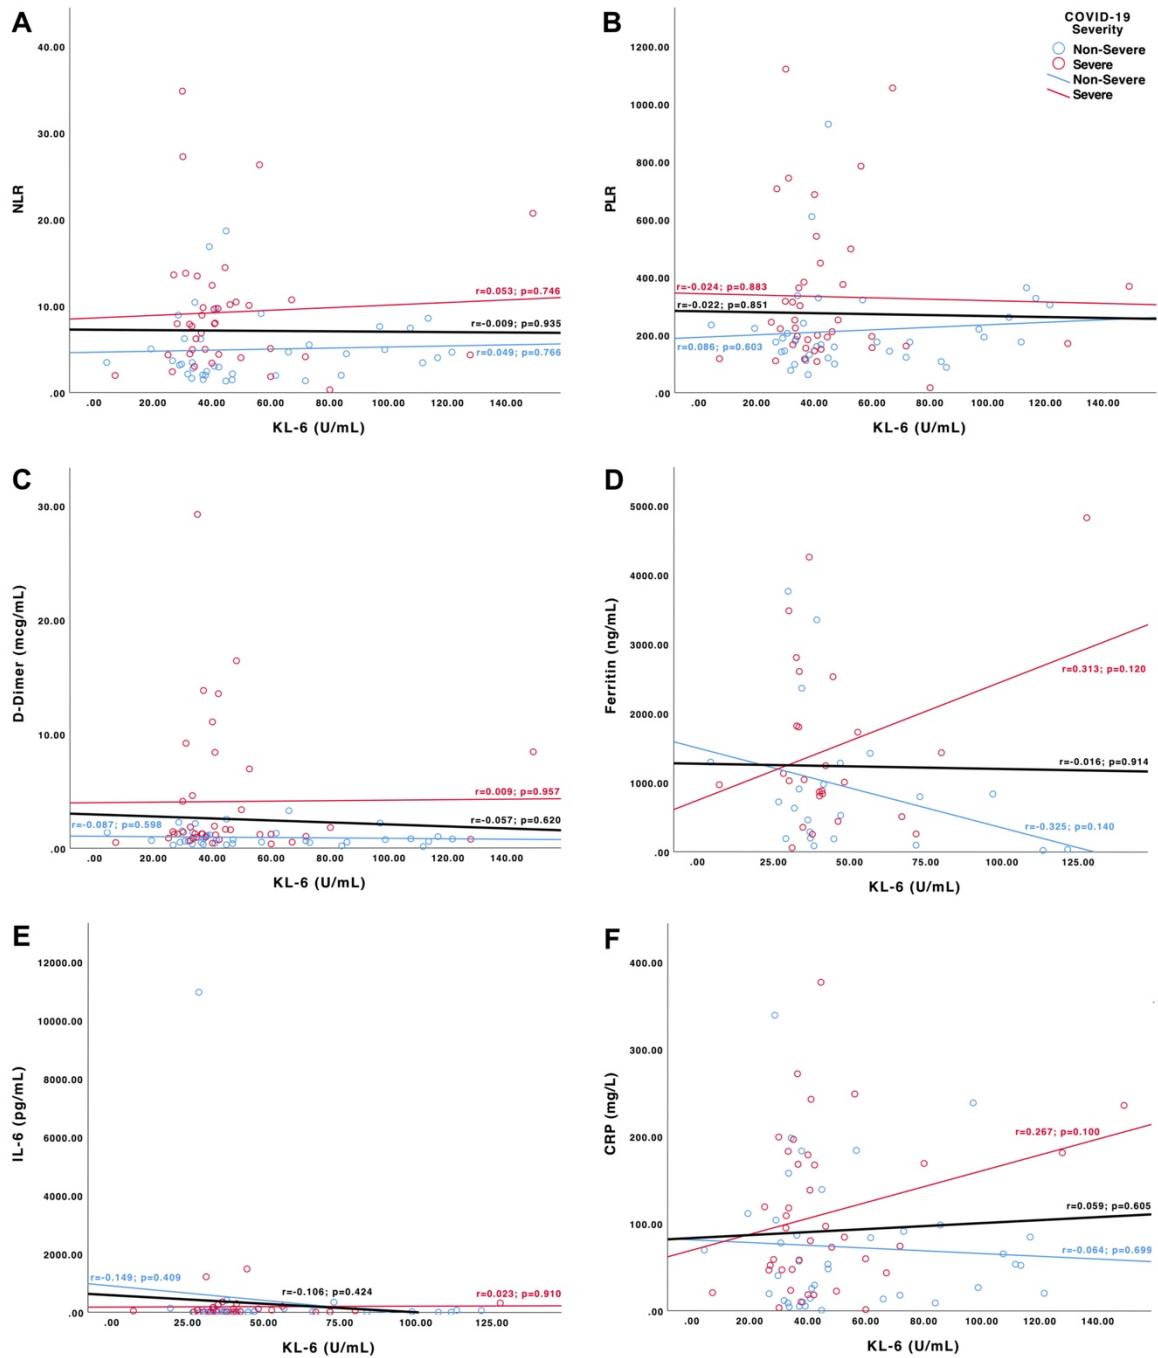 A
40.00
30.00
20.00
10.00
.00
NLR
r=0.053; p=0.746
r=-0.009; p=0.935
r=0.049; p=0.766
.00 20.00 40.00 60.00 80.00 100.00 120.00 140.00
KL-6 (U/mL)
B
COVID-19
Severity
Non-Severe
Severe
Non-Severe
Severe
1200.00
1000.00
800.00
600.00
400.00
200.00
.00
PLR
r=-0.024; p=0.883
r=-0.022; p=0.851
r=0.086; p=0.603
.00 20.00 40.00 60.00 80.00 100.00 120.00 140.00
KL-6 (U/mL)
C
30.00
20.00
10.00
.00
D-Dimer (mcg/mL)
r=0.009; p=0.957
r=-0.087; p=0.598
r=-0.057; p=0.620
.00 20.00 40.00 60.00 80.00 100.00 120.00 140.00
KL-6 (U/mL)
D
5000.00
4000.00
3000.00
2000.00
1000.00
.00
Ferritin (ng/mL)
r=0.313; p=0.120
r=-0.016; p=0.914
r=-0.325; p=0.140
.00 25.00 50.00 75.00 100.00 125.00
KL-6 (U/mL)
E
12000.00
10000.00
8000.00
6000.00
4000.00
2000.00
.00
IL-6 (pg/mL)
r=-0.149; p=0.409
r=-0.106; p=0.424
r=0.023; p=0.910
.00 25.00 50.00 75.00 100.00 125.00
KL-6 (U/mL)
F
400.00
300.00
200.00
100.00
.00
CRP (mg/L)
r=0.267; p=0.100
r=0.059; p=0.605
r=-0.064; p=0.699
.00 20.00 40.00 60.00 80.00 100.00 120.00 140.00
KL-6 (U/mL)